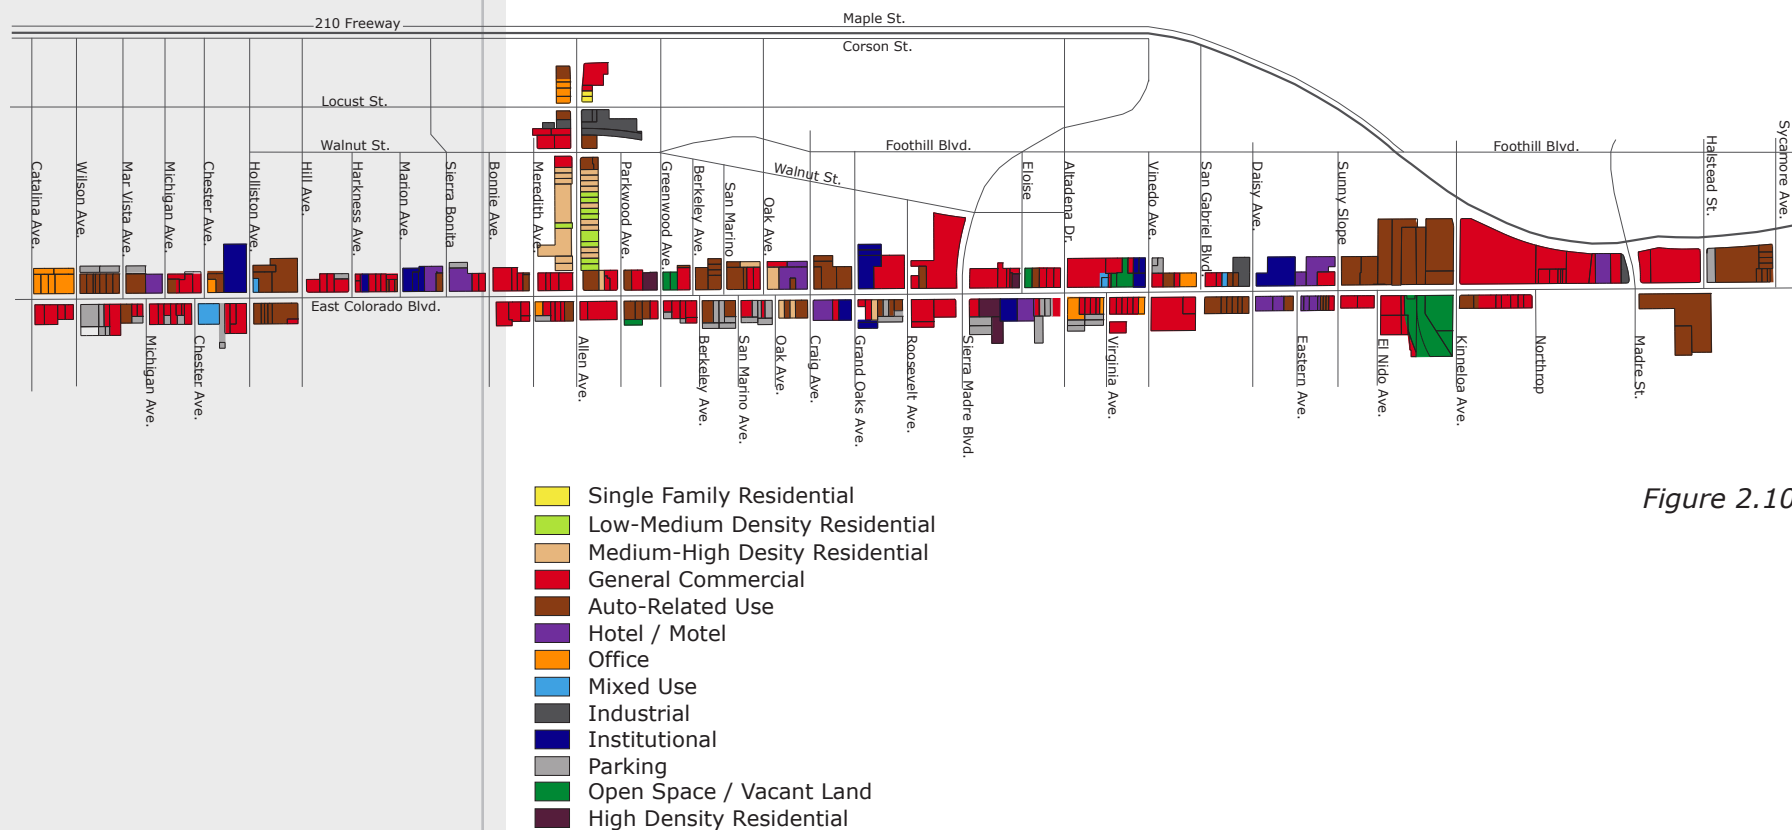 Maple St.
210 Freeway
Corson St.
Locust St.
Walnut St.
Foothill Blvd.
Foothill Blvd.
Walnut St.
Catalina Ave.
Wilson Ave.
Mar Vista Ave.
Michigan Ave.
Chester Ave.
Holliston Ave.
Hill Ave.
Harkness Ave.
Marion Ave.
Sierra Bonita
Bonnie Ave.
Meredith Ave.
Parkwood Ave.
Greenwood Ave.
Berkeley Ave.
San Marino
Oak Ave.
Eloise
Altadena Dr.
Vinedo Ave.
San Gabriel Blvd.
Daisy Ave.
Sunny Slope
Halstead St.
Sycamore Ave.
East Colorado Blvd.
Michigan Ave.
Chester Ave.
Allen Ave.
Berkeley Ave.
San Marino Ave.
Oak Ave.
Craig Ave.
Grand Oaks Ave.
Roosevelt Ave.
Sierra Madre Blvd.
Virginia Ave.
Eastern Ave.
El Nido Ave.
Kinneloa Ave.
Northrop
Madre St.
Single Family Residential
Low-Medium Density Residential
Medium-High Desity Residential
General Commercial
Auto-Related Use
Hotel / Motel
Office
Mixed Use
Industrial
Institutional
Parking
Open Space / Vacant Land
High Density Residential
Figure 2.10